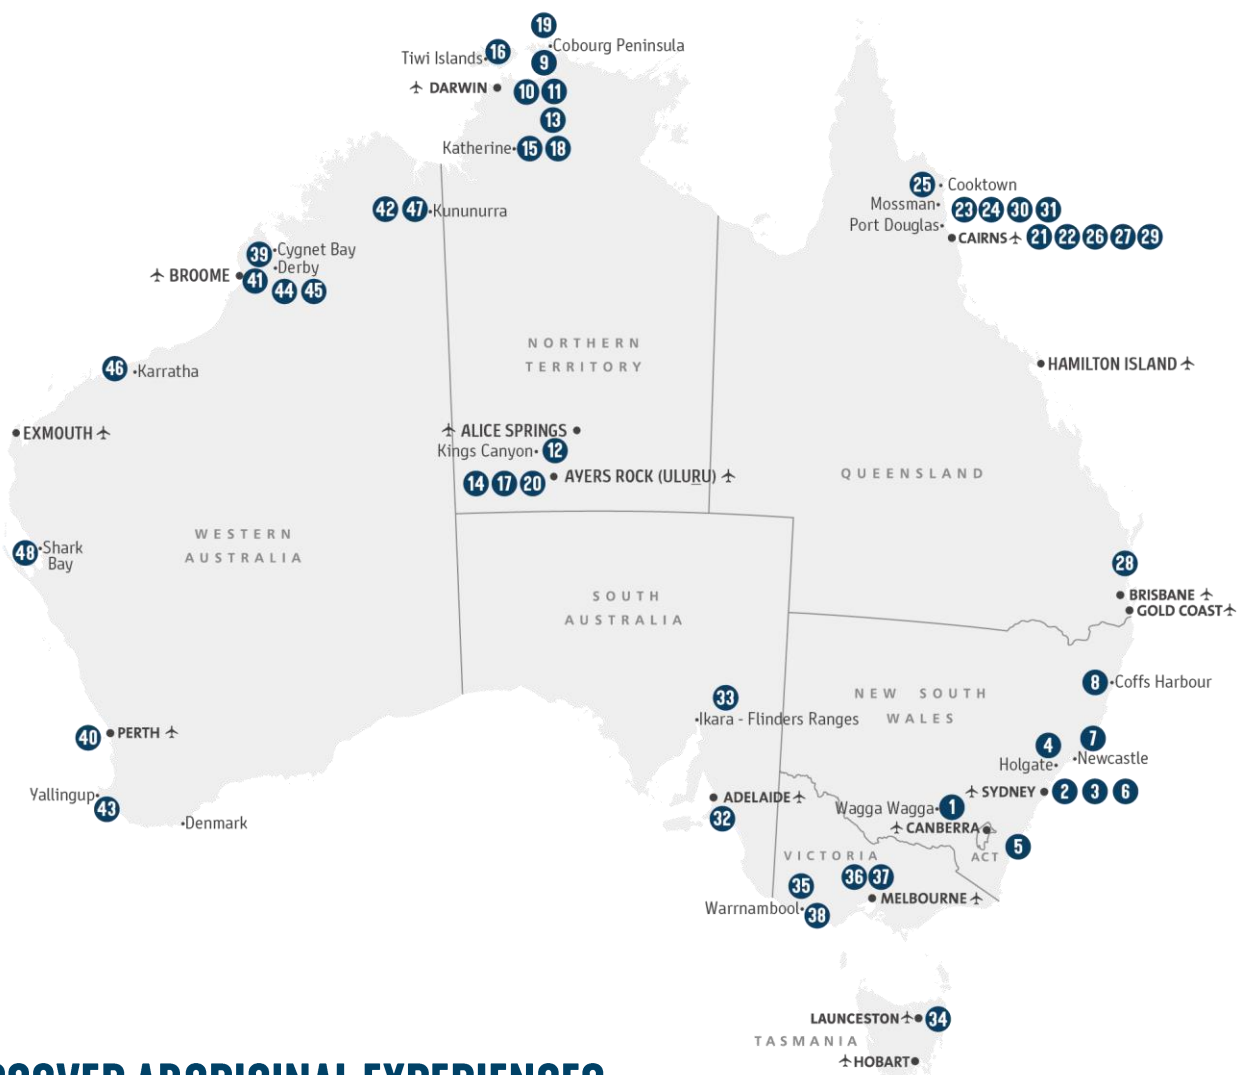 19
Cobourg Peninsula
Tiwi Islands 16
9
DARWIN
10 11
13
Katherine 15 18
25 Cooktown
Mossman
23 24 30 31
Port Douglas
CAIRNS 21 22 26 27 29
42 47 Kununurra
39 Cygnet Bay
Derby
BROOME 41
44 45
NORTHERN
TERRITORY
46 Karratha
HAMILTON ISLAND
EXMOUTH
ALICE SPRINGS
Kings Canyon 12
14 17 20 AYERS ROCK (ULURU)
QUEENSLAND
WESTERN
AUSTRALIA
48 Shark
Bay
28
BRISBANE
GOLD COAST
SOUTH
AUSTRALIA
33
Ikara - Flinders Ranges
NEW SOUTH
WALES
8 Coffs Harbour
40 PERTH
4
7
Holgate
Newcastle
SYDNEY 2 3 6
Yallingup
43
Denmark
ADELAIDE
32
Wagga Wagga 1
CANBERRA
ACT
5
VICTORIA
35
36 37
MELBOURNE
Warrnambool
38
LAUNCESTON 34
TASMANIA
HOBART
SCOVER ABORIGINAL EXPERIENCES